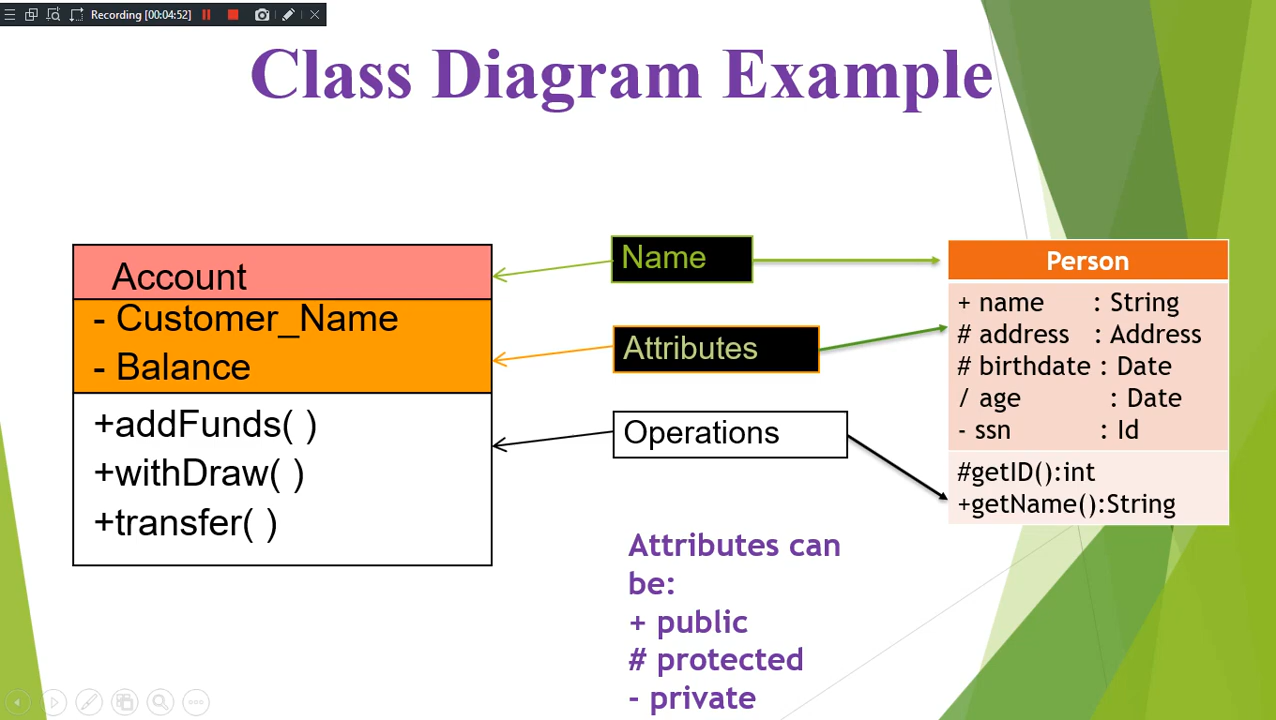 Recording [00:04:52]
Class Diagram Example
Account
- Customer_Name
- Balance
+addFunds( )
+withDraw( )
+transfer( )
Name
Attributes
Operations
Attributes can
be:
+ public
# protected
- private
Person
+ name : String
# address : Address
# birthdate : Date
/ age : Date
- ssn : Id
#getID():int
+getName():String